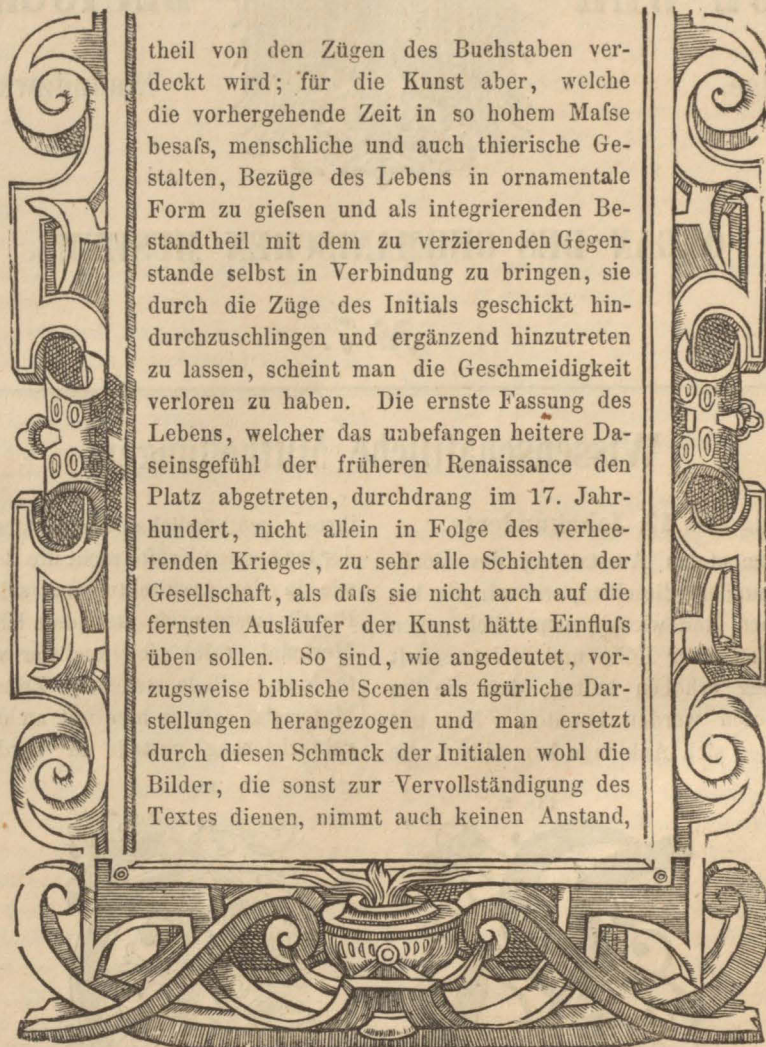 theil von den Zügen des Buchstaben ver-
deckt wird; für die Kunst aber, welche
die vorhergehende Zeit in so hohem Maſse
besaſs, menschliche und auch thierische Ge-
stalten, Bezüge des Lebens in ornamentale
Form zu gieſsen und als integrierenden Be-
standtheil mit dem zu verzierenden Gegen-
stande selbst in Verbindung zu bringen, sie
durch die Züge des Initials geschickt hin-
durchzuschlingen und ergänzend hinzutreten
zu lassen, scheint man die Geschmeidigkeit
verloren zu haben. Die ernste Fassung des
Lebens, welcher das unbefangen heitere Da-
seinsgefühl der früheren Renaissance den
Platz abgetreten, durchdrang im 17. Jahr-
hundert, nicht allein in Folge des verhee-
renden Krieges, zu sehr alle Schichten der
Gesellschaft, als daſs sie nicht auch auf die
fernsten Ausläufer der Kunst hätte Einfluſs
üben sollen. So sind, wie angedeutet, vor-
zugsweise biblische Scenen als figürliche Dar-
stellungen herangezogen und man ersetzt
durch diesen Schmuck der Initialen wohl die
Bilder, die sonst zur Vervollständigung des
Textes dienen, nimmt auch keinen Anstand,